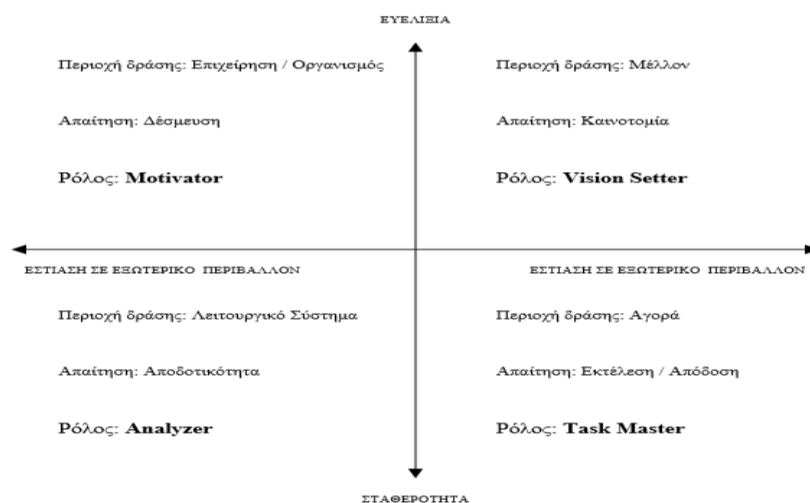 ΕΥΕΛΙΞΙΑ
Περιοχή δράσης: Επιχείρηση / Οργανισμός
Απαίτηση: Δέσμευση
Ρόλος: Motivator
Περιοχή δράσης: Μέλλον
Απαίτηση: Καινοτομία
Ρόλος: Vision Setter
ΕΣΤΙΑΣΗ ΣΕ ΕΞΩΤΕΡΙΚΟ ΠΕΡΙΒΑΛΛΟΝ
ΕΣΤΙΑΣΗ ΣΕ ΕΞΩΤΕΡΙΚΟ ΠΕΡΙΒΑΛΛΟΝ
Περιοχή δράσης: Λειτουργικό Σύστημα
Απαίτηση: Αποδοτικότητα
Ρόλος: Analyzer
Περιοχή δράσης: Αγορά
Απαίτηση: Εκτέλεση / Απόδοση
Ρόλος: Task Master
ΣΤΑΘΕΡΟΤΗΤΑ